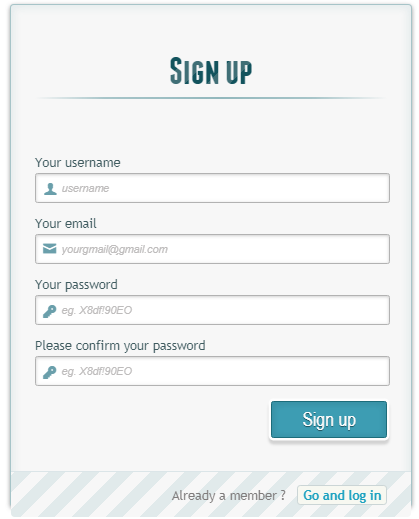 Sign up
Your username
username
Your email
yourgmail@gmail.com
Your password
eg. X8df!90EO
Please confirm your password
eg. X8df!90EO
Sign up
Already a member ? Go and log in